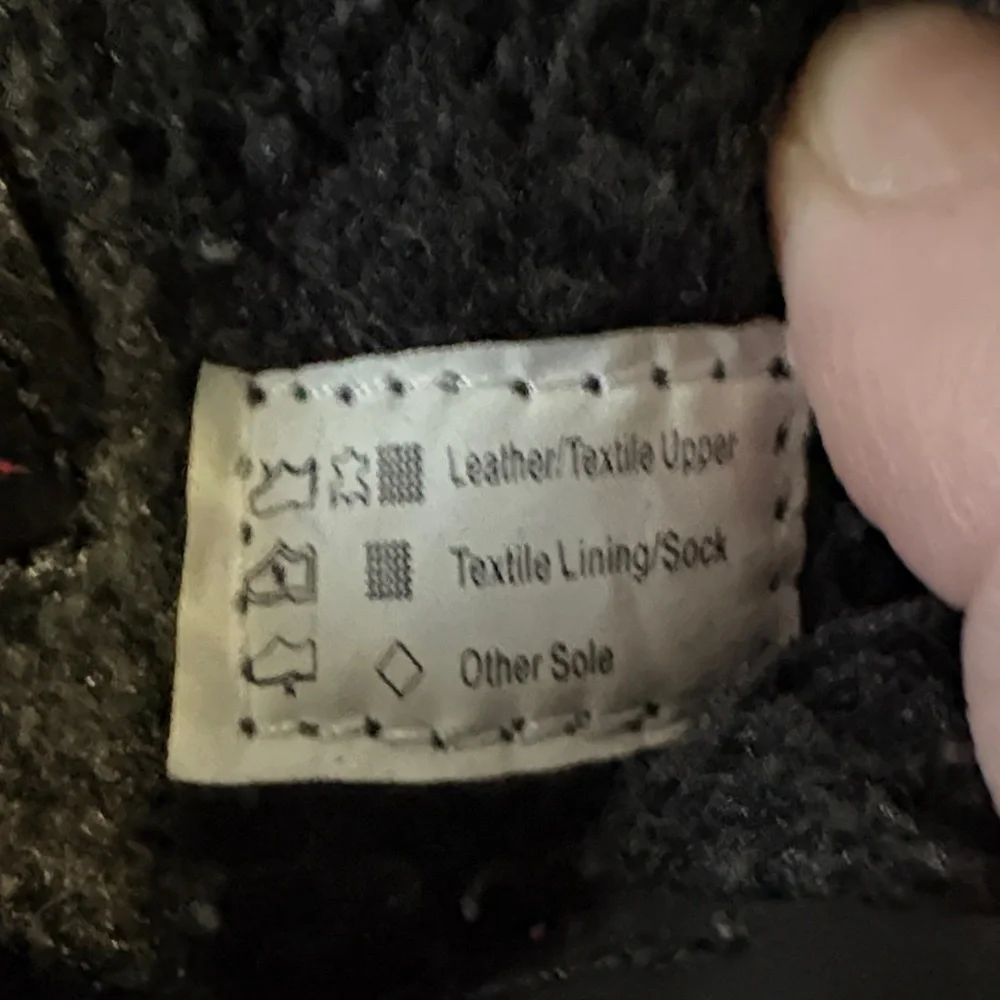 Leather/Textile Upper
Textile Lining/Sock
Other Sole